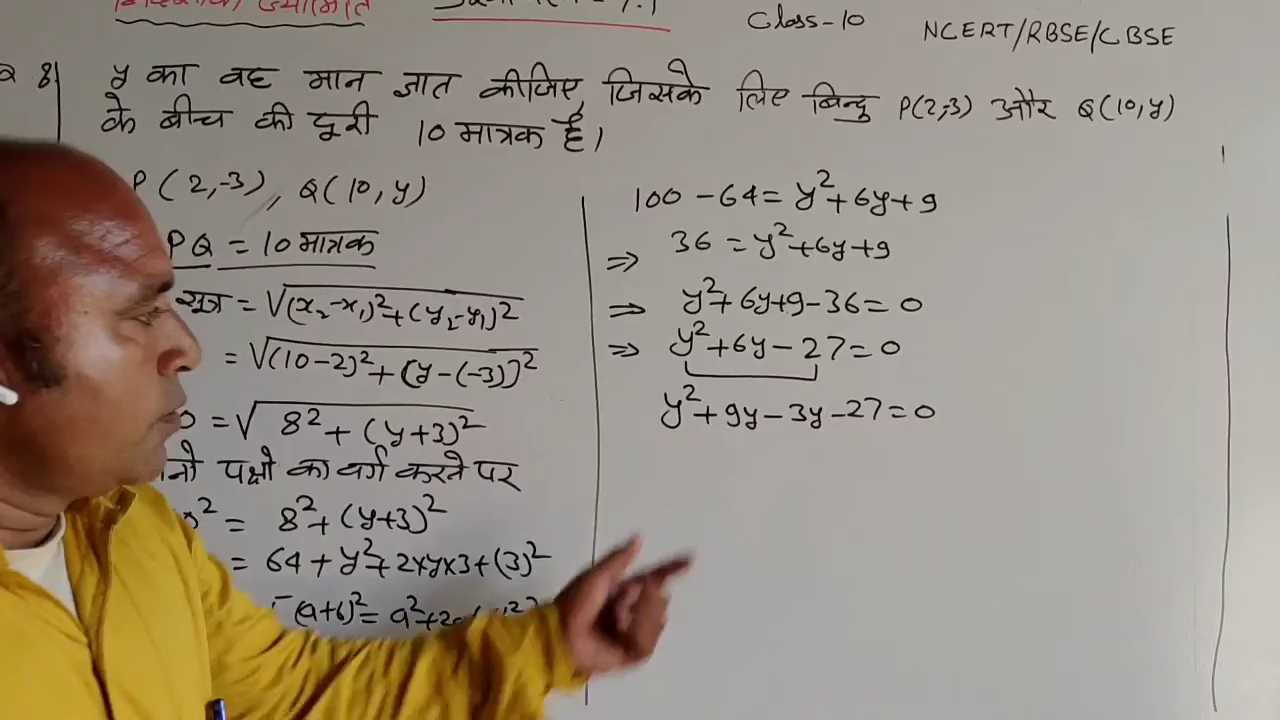 Class-10 NCERT/RBSE/CBSE
Q 8 y का वह मान ज्ञात कीजिए, जिसके लिए बिन्दु P(2,-3) और Q(10,y)
के बीच की दूरी 10 मात्रक है।
P(2,-3), Q(10,y)
PQ = 10 मात्रक
सूत्र = √(x₂-x₁)²+(y₂-y₁)²
= √(10-2)²+(y-(-3))²
0 = √8²+(y+3)²
पक्षो का वर्ग करने पर
= 8²+(y+3)²
= 64+y²+2×y×3+(3)²
(a+b)²= a²+2
100-64=y²+6y+9
⇒ 36=y²+6y+9
⇒ y²+6y+9-36=0
⇒ y²+6y-27=0
y²+9y-3y-27=0